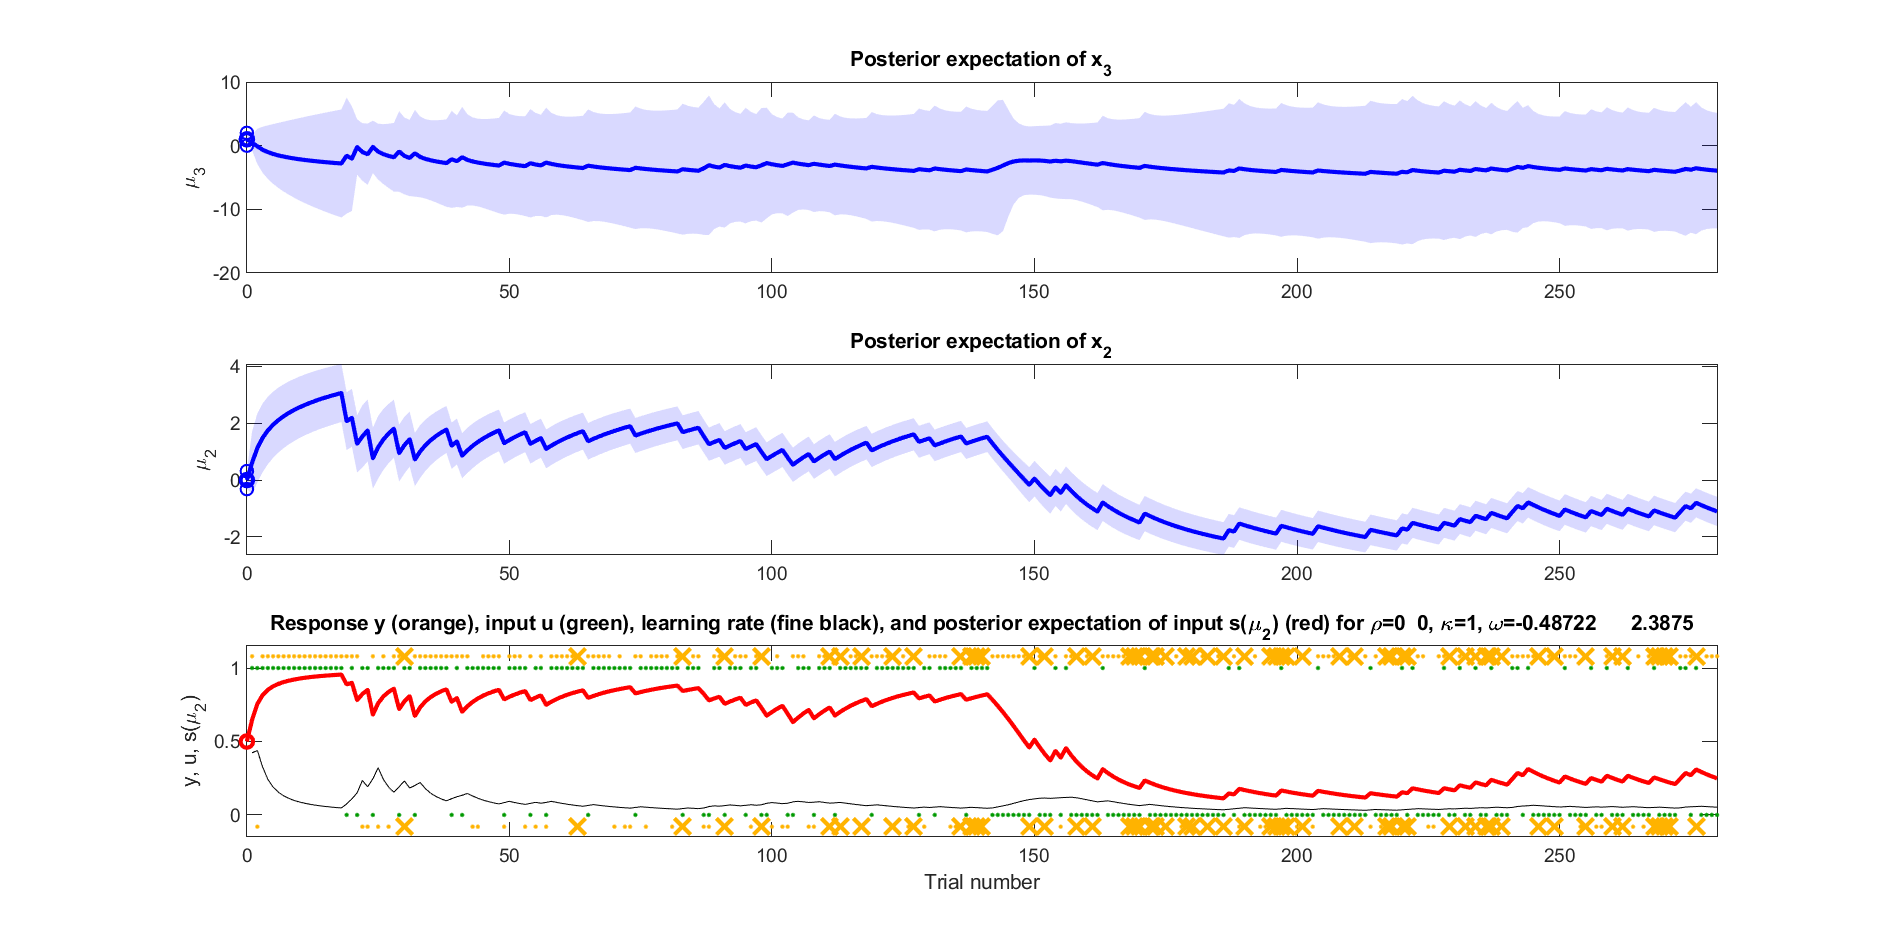 Posterior expectation of x3
10
0
-10
-20
μ3
0 50 100 150 200 250
Posterior expectation of x2
4
2
0
-2
μ2
0 50 100 150 200 250
Response y (orange), input u (green), learning rate (fine black), and posterior expectation of input s(μ2) (red) for ρ=0 0, κ=1, ω=-0.48722 2.3875
1
0.5
0
y, u, s(μ2)
0 50 100 150 200 250
Trial number